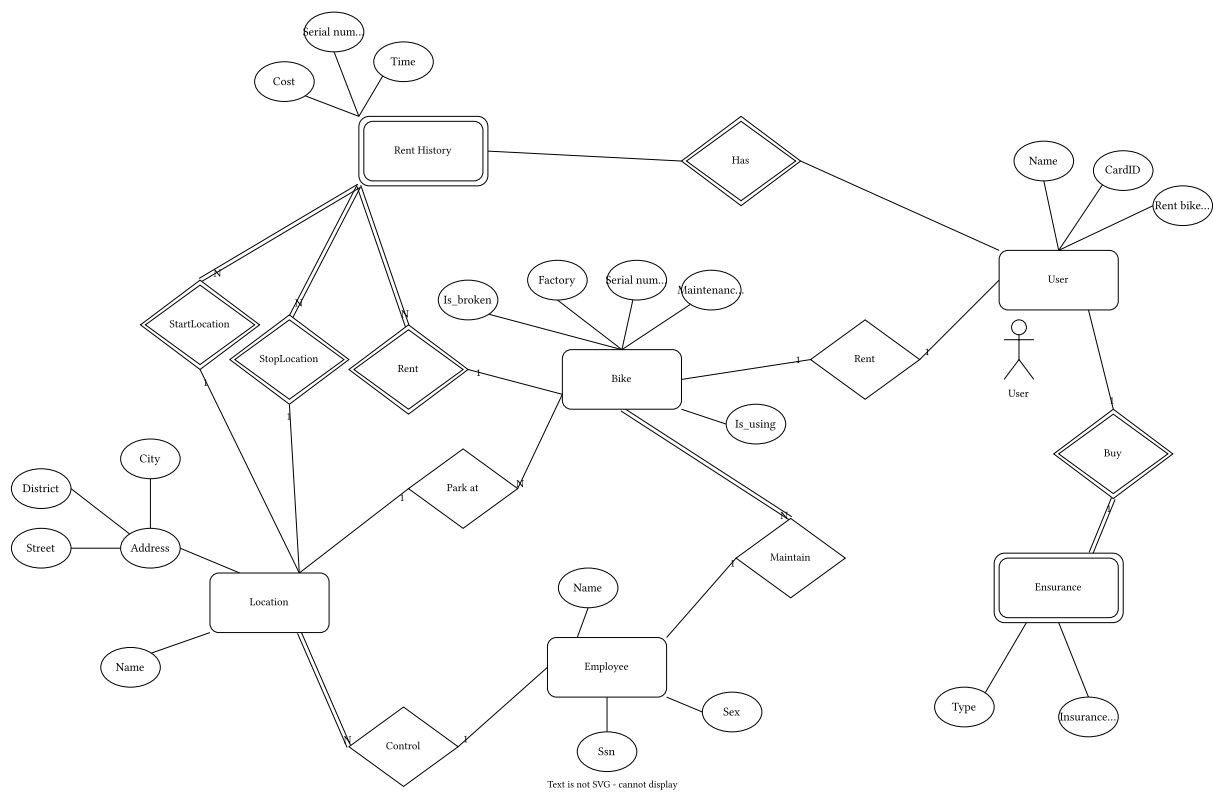 Serial num...
Time
Cost
Rent History
Has
Name
CardID
Rent bike...
User
User
N
N
N
StartLocation
StopLocation
Rent
1
1
1
Is_broken
Factory
Serial num...
Maintenanc...
Bike
Is_using
1
Rent
1
1
Buy
1
Ensurance
Type
Insurance...
Park at
N
1
N
Maintain
1
City
District
Street
Address
Location
Name
N
Control
1
Name
Employee
Sex
Ssn
Text is not SVG - cannot display